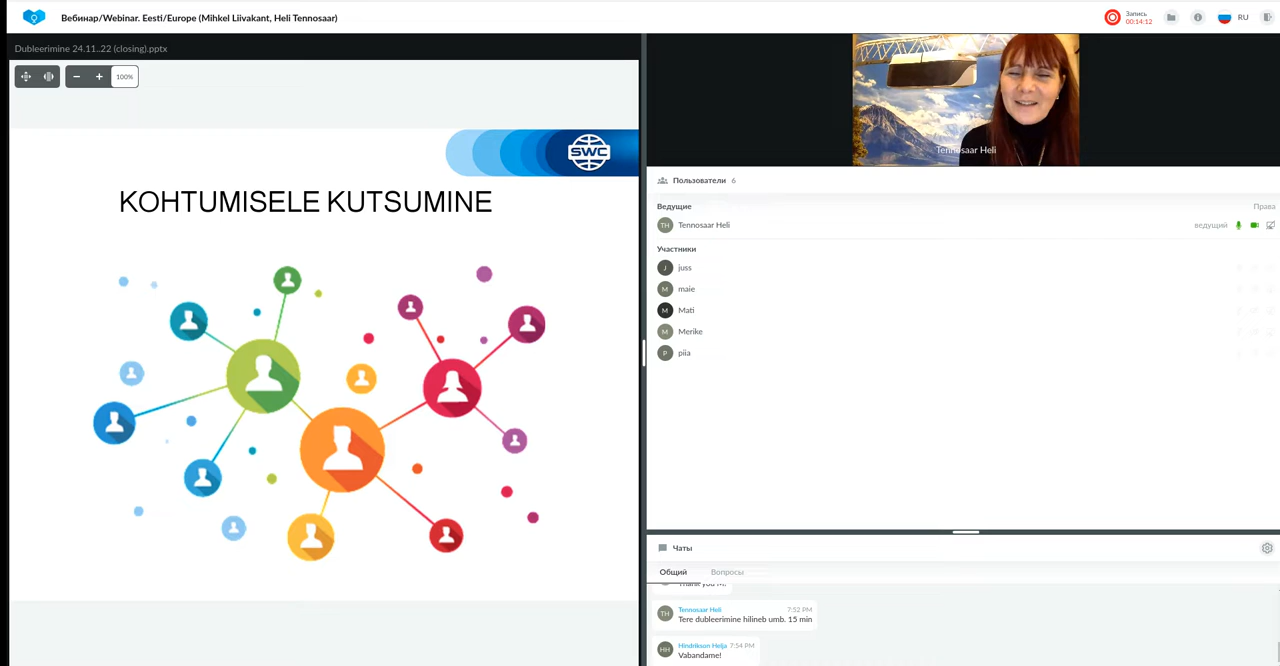 Вебинар/Webinar. Eesti/Europe (Mihkel Liivakant, Heli Tennosaar)
Запись
00:14:12
RU
Dubleerimine 24.11..22 (closing).pptx
100%
SWC
KOHTUMISELE KUTSUMINE
Tennosaar Heli
Пользователи 6
Ведущие
Права
TH Tennosaar Heli
ведущий
Участники
J juss
M maie
M Mati
M Merike
P piia
Чаты
Общий
Вопросы
Thank you M!
TH Tennosaar Heli 7:52 PM
Tere dubleerimine hilineb umb. 15 min
HH Hindrikson Helja 7:54 PM
Vabandame!